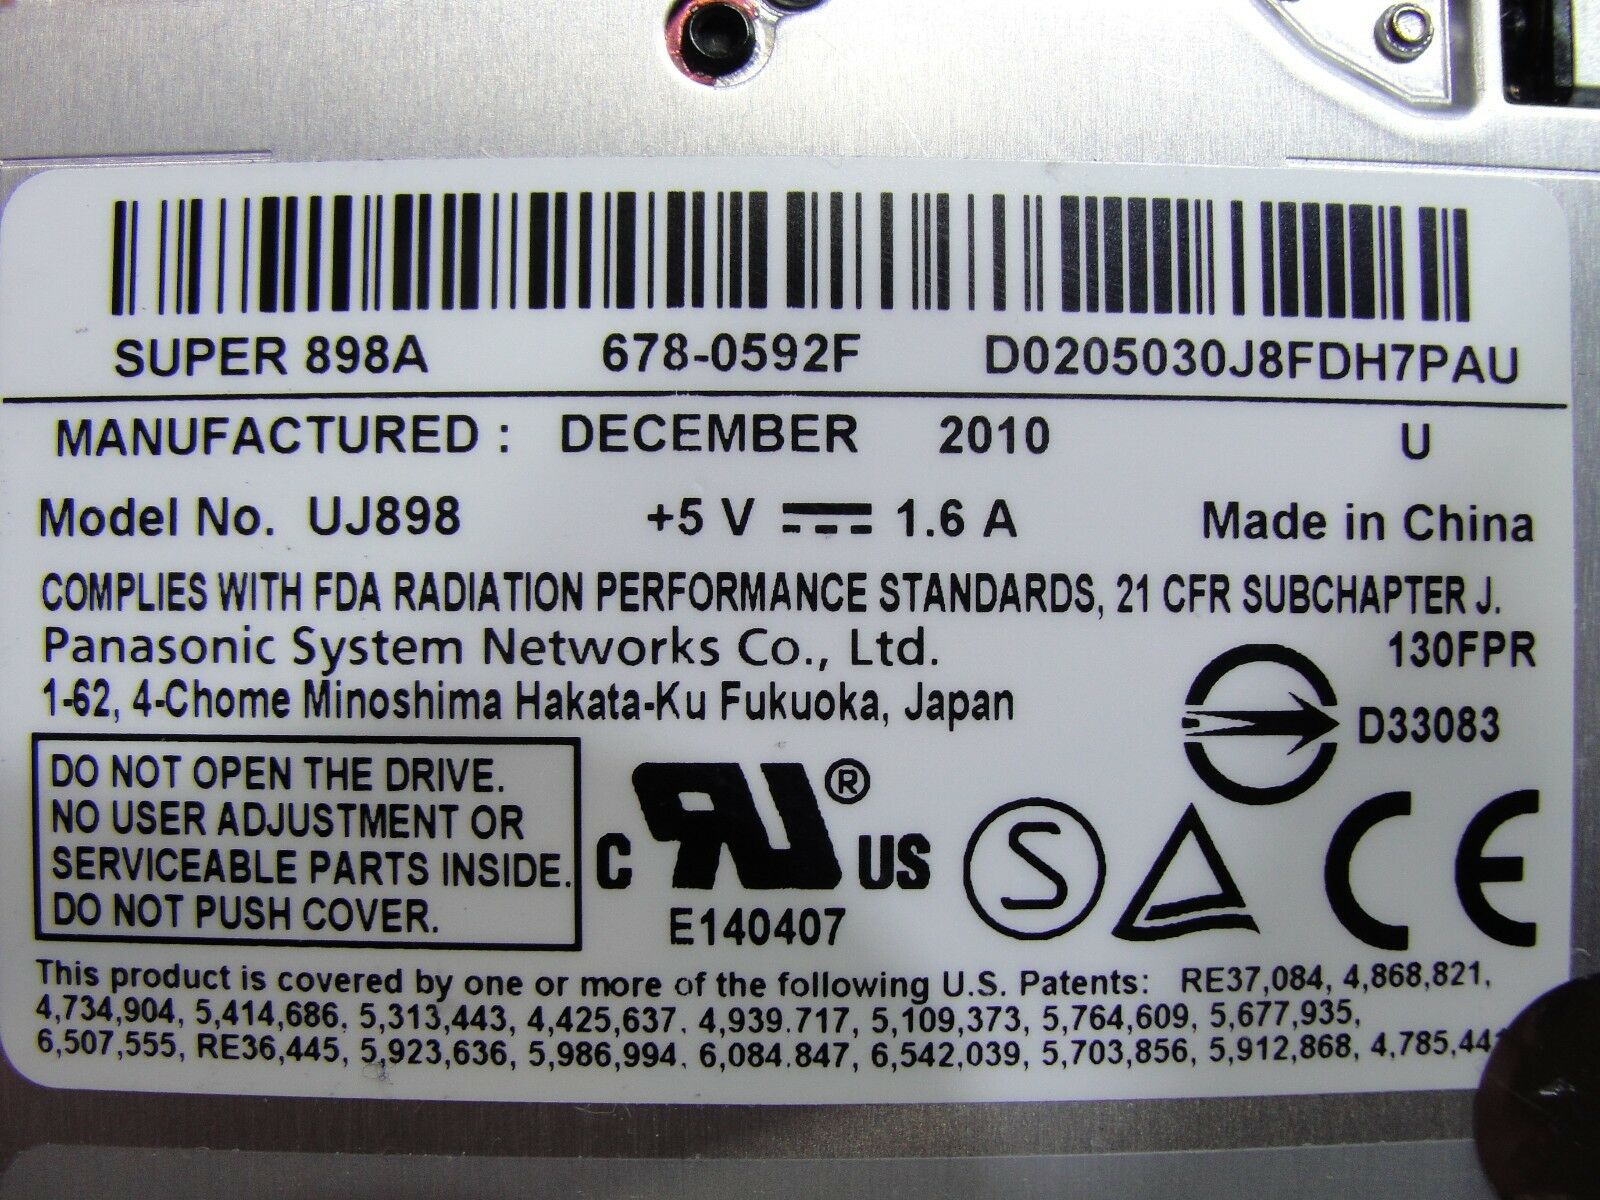 SUPER 898A 678-0592F D0205030J8FDH7PAU
MANUFACTURED : DECEMBER 2010 U
Model No. UJ898 +5 V 1.6 A Made in China
COMPLIES WITH FDA RADIATION PERFORMANCE STANDARDS, 21 CFR SUBCHAPTER J.
Panasonic System Networks Co., Ltd. 130FPR
1-62, 4-Chome Minoshima Hakata-Ku Fukuoka, Japan
D33083
DO NOT OPEN THE DRIVE.
NO USER ADJUSTMENT OR
SERVICEABLE PARTS INSIDE.
DO NOT PUSH COVER.
C RU ® US
E140407
S
CE
This product is covered by one or more of the following U.S. Patents: RE37,084, 4,868,821,
4,734,904, 5,414,686. 5,313,443, 4,425,637. 4,939.717, 5,109,373, 5,764,609, 5,677,935,
6,507,555, RE36,445, 5,923,636, 5,986,994. 6,084.847, 6,542,039, 5,703,856, 5,912,868,